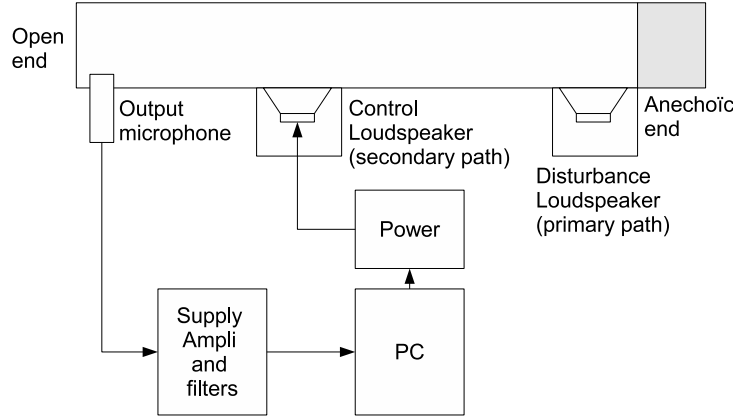 Open
end
Output
microphone
Control
Loudspeaker
(secondary path)
Anechoïc
end
Disturbance
Loudspeaker
(primary path)
Power
Supply
Ampli
and
filters
PC